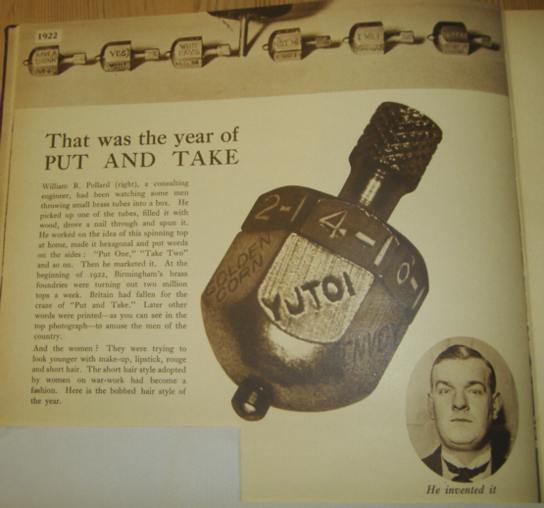 1922
YES
That was the year of
PUT AND TAKE
William R. Pollard (right), a consulting
engineer, had been watching some men
throwing small brass tubes into a box. He
picked up one of the tubes, filled it with
wood, drove a nail through and spun it.
He worked on the idea of this spinning top
at home, made it hexagonal and put words
on the sides: "Put One," "Take Two"
and so on. Then he marketed it. At the
beginning of 1922, Birmingham's brass
foundries were turning out two million
tops a week. Britain had fallen for the
craze of "Put and Take." Later other
words were printed—as you can see in the
top photograph—to amuse the men of the
country.
And the women? They were trying to
look younger with make-up, lipstick, rouge
and short hair. The short hair style adopted
by women on war-work had become a
fashion. Here is the bobbed hair style of
the year.
2-1 4-1 6-
GOLDEN
CORN
YUTOI
ENVOY
He invented it